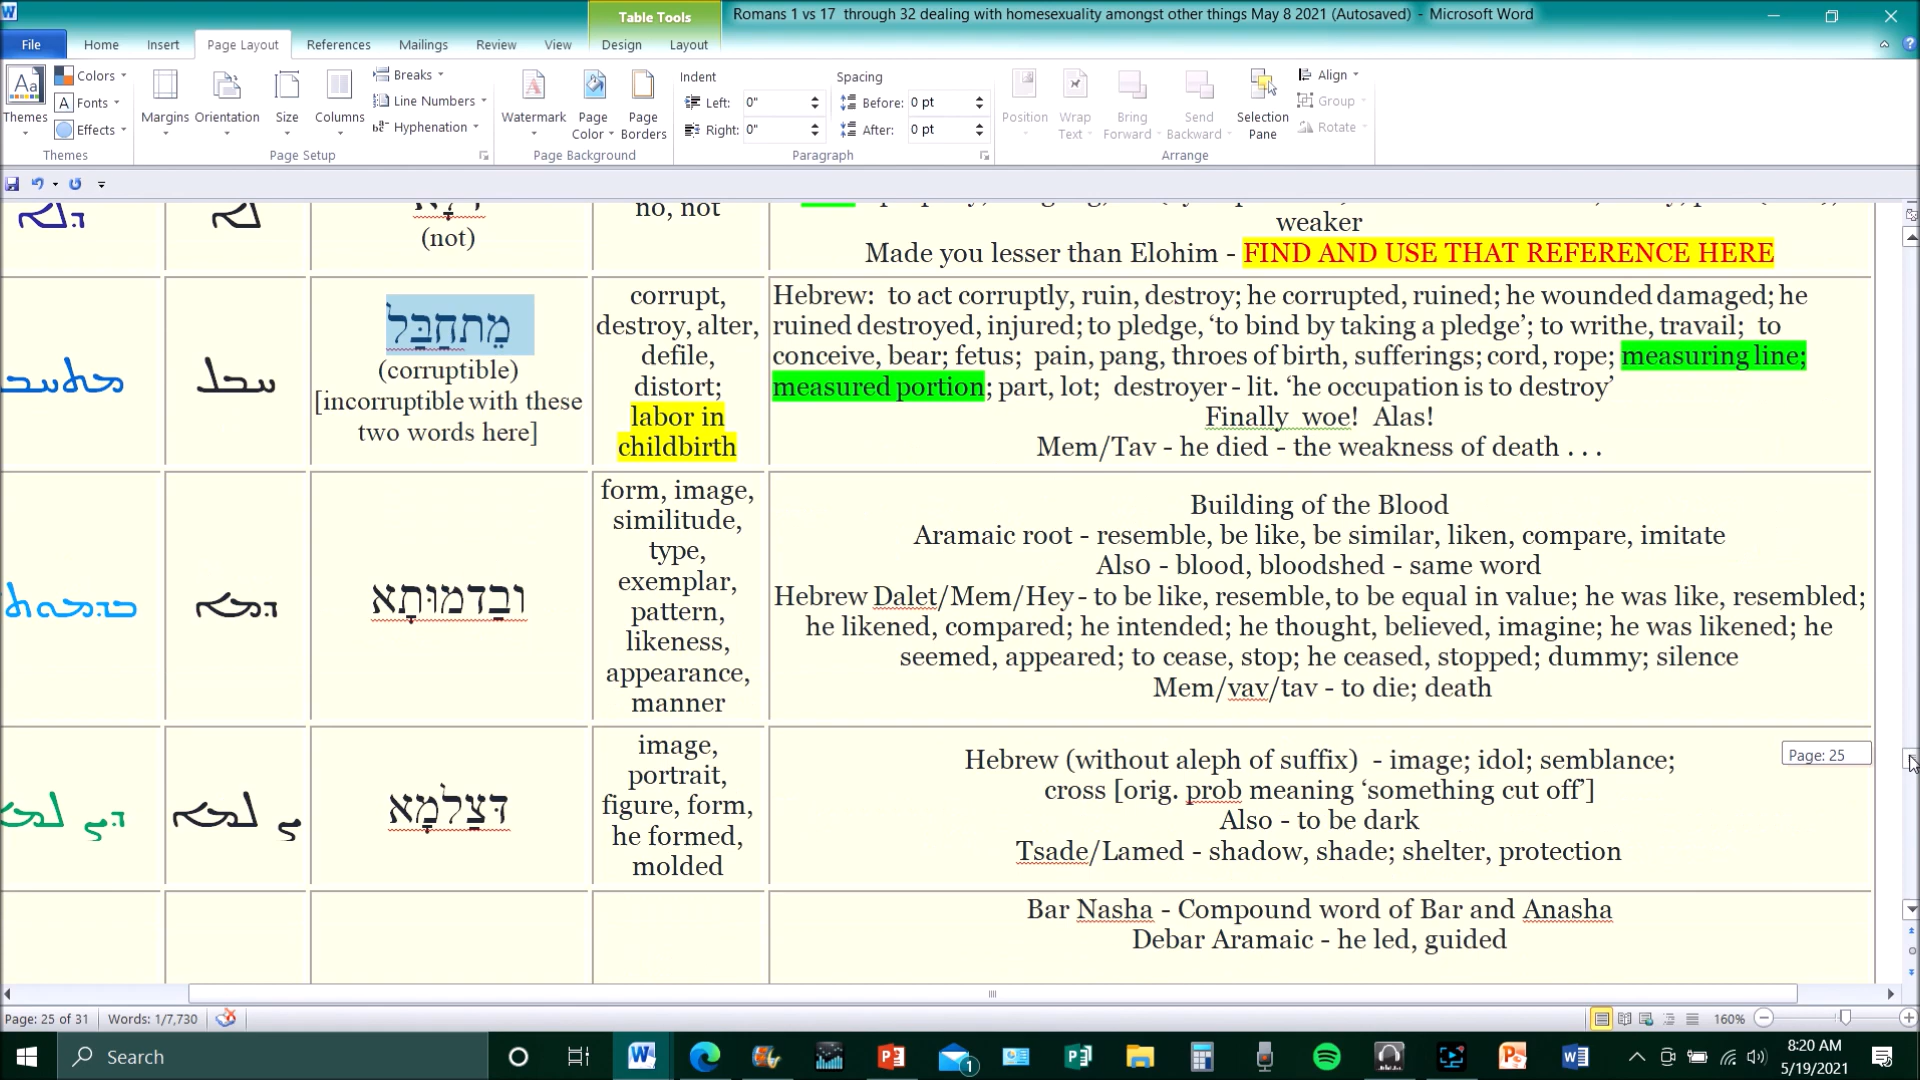 Table Tools
Romans 1 vs 17 through 32 dealing with homesexuality amongst other things May 8 2021 (Autosaved) - Microsoft Word
File Home Insert Page Layout References Mailings Review View Design Layout
Colors
Fonts
Effects
Themes
Themes
Margins Orientation Size Columns
Breaks
Line Numbers
Hyphenation
Page Setup
Watermark Page Color Page Borders
Page Background
Indent
Left: 0"
Right: 0"
Spacing
Before: 0 pt
After: 0 pt
Paragraph
Position Wrap Text Bring Forward Send Backward Selection Pane
Align
Group
Rotate
Arrange
ܕܠܐ
ܠܐ
(not)
no, not
weaker
Made you lesser than Elohim - FIND AND USE THAT REFERENCE HERE
ܚܒܠ
מֵתחַבַּל
(corruptible)
[incorruptible with these
two words here]
corrupt,
destroy, alter,
defile,
distort;
labor in
childbirth
Hebrew: to act corruptly, ruin, destroy; he corrupted, ruined; he wounded damaged; he
ruined destroyed, injured; to pledge, ‘to bind by taking a pledge’; to writhe, travail; to
conceive, bear; fetus; pain, pang, throes of birth, sufferings; cord, rope; measuring line;
measured portion; part, lot; destroyer - lit. ‘he occupation is to destroy’
Finally woe! Alas!
Mem/Tav - he died - the weakness of death . . .
ܕܡܐ
וּבַדמוּתָא
form, image,
similitude,
type,
exemplar,
pattern,
likeness,
appearance,
manner
Building of the Blood
Aramaic root - resemble, be like, be similar, liken, compare, imitate
Also - blood, bloodshed - same word
Hebrew Dalet/Mem/Hey - to be like, resemble, to be equal in value; he was like, resembled;
he likened, compared; he intended; he thought, believed, imagine; he was likened; he
seemed, appeared; to cease, stop; he ceased, stopped; dummy; silence
Mem/vav/tav - to die; death
ܕܨ ܠܡܐ
ܨ ܠܡܐ
דּצַלמָא
image,
portrait,
figure, form,
he formed,
molded
Hebrew (without aleph of suffix) - image; idol; semblance;
cross [orig. prob meaning ‘something cut off’]
Also - to be dark
Tsade/Lamed - shadow, shade; shelter, protection
Page: 25
Bar Nasha - Compound word of Bar and Anasha
Debar Aramaic - he led, guided
Page: 25 of 31 Words: 1/7,730 160%
Search
1
8:20 AM
5/19/2021